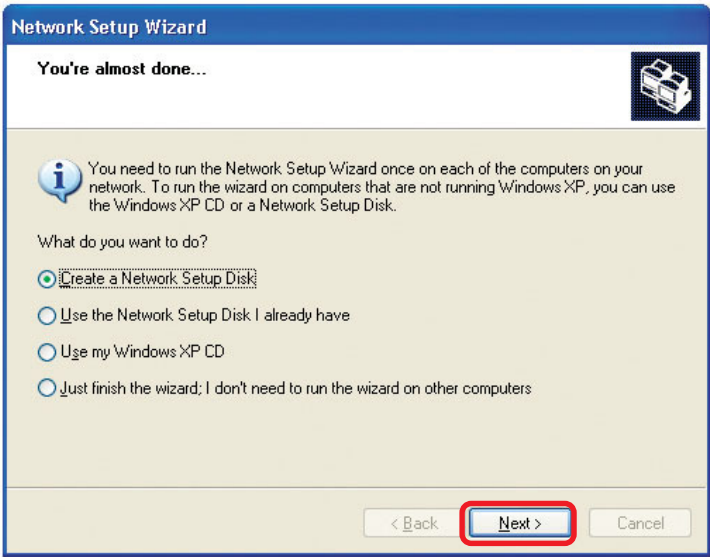 Network Setup Wizard
You're almost done...
You need to run the Network Setup Wizard once on each of the computers on your
network. To run the wizard on computers that are not running Windows XP, you can use
the Windows XP CD or a Network Setup Disk.
What do you want to do?
Create a Network Setup Disk
Use the Network Setup Disk I already have
Use my Windows XP CD
Just finish the wizard; I don't need to run the wizard on other computers
< Back Next > Cancel